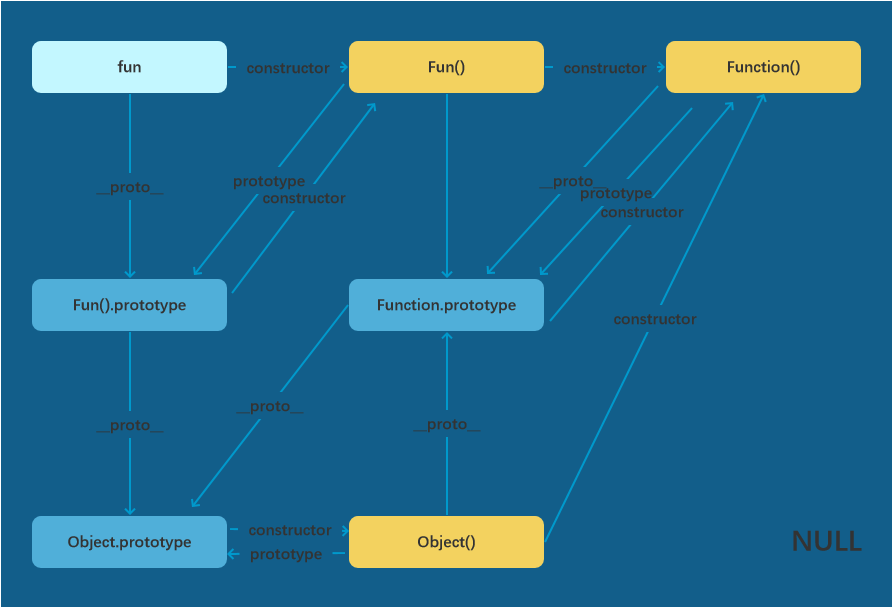 fun
constructor
Fun()
constructor
Function()
__proto__
prototype
constructor
__proto__
prototype
constructor
Fun().prototype
Function.prototype
constructor
__proto__
__proto__
__proto__
Object.prototype
constructor
prototype
Object()
NULL